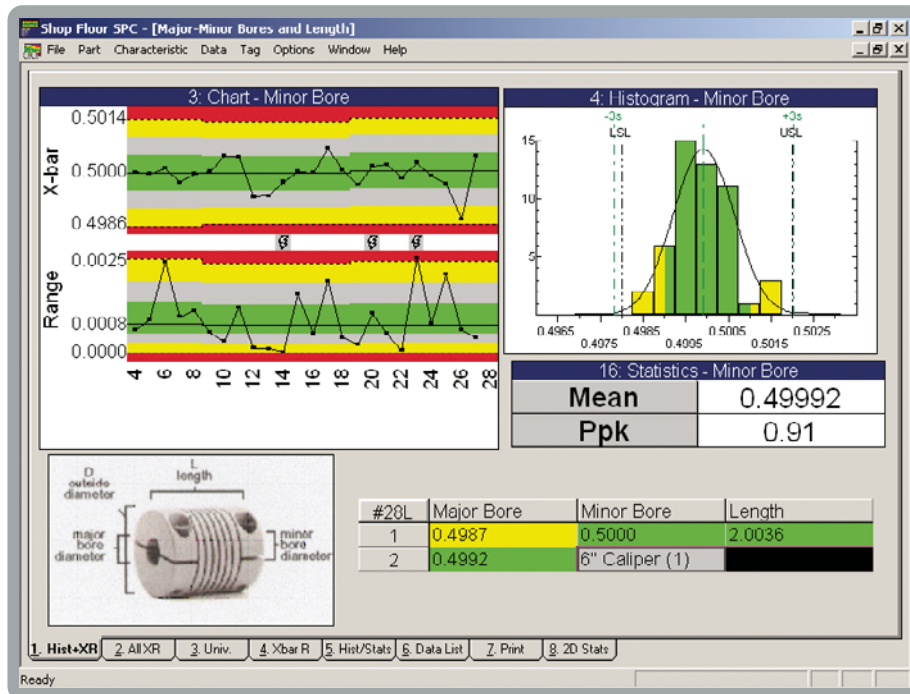 Shop Floor SPC - [Major-Minor Bores and Length]
File Part Characteristic Data Tag Options Window Help
3: Chart - Minor Bore
X-bar
0.5014
0.5000
0.4986
Range
0.0025
0.0008
0.0000
4 6 8 10 12 14 16 18 20 22 24 26 28
4: Histogram - Minor Bore
-3s +3s
LSL USL
15
10
5
0.4965 0.4985 0.5005 0.5025
0.4975 0.4995 0.5015
16: Statistics - Minor Bore
Mean 0.49992
Ppk 0.91
D
outside
diameter
L
length
major
bore
diameter
minor
bore
diameter
#28L Major Bore Minor Bore Length
1 0.4987 0.5000 2.0036
2 0.4992 6" Caliper (1)
1. Hist+XR 2. All XR 3. Univ. 4. Xbar R 5. Hist/Stats 6. Data List 7. Print 8. 2D Stats
Ready